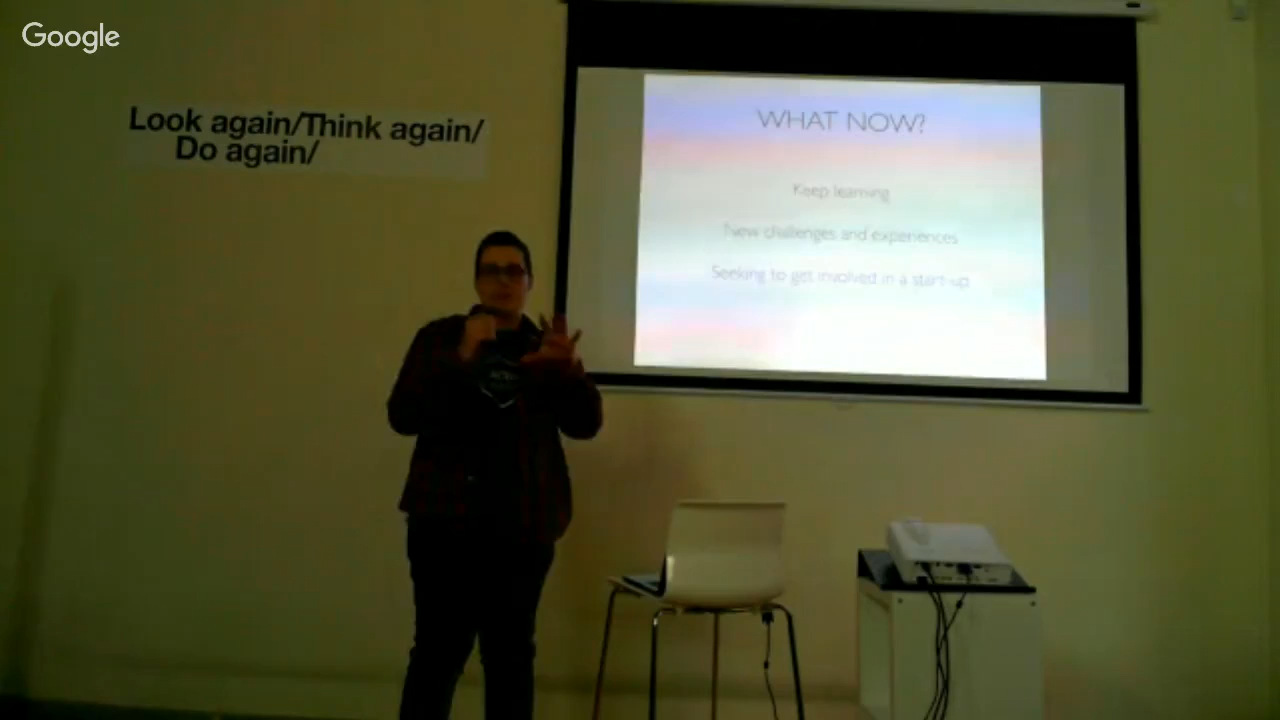 Google
Look again/Think again/
Do again/
WHAT NOW?
Keep learning
New challenges and experiences
Seeking to get involved in a start-up